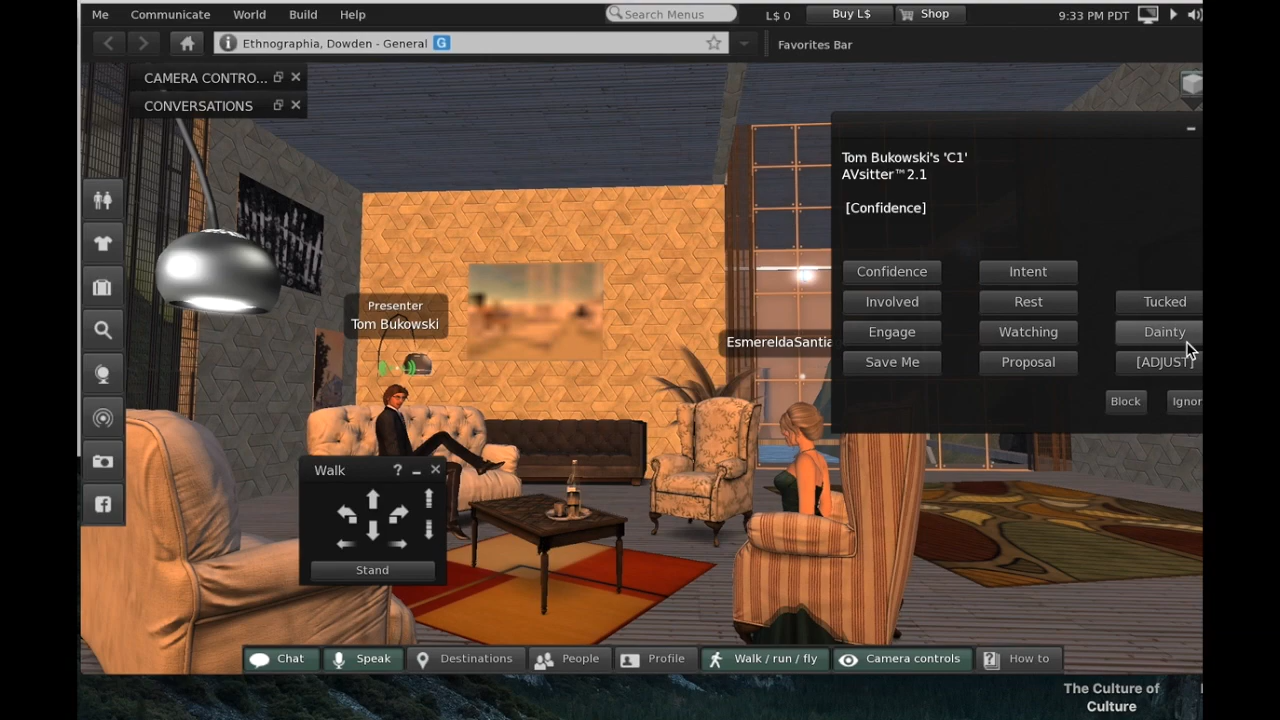 Me Communicate World Build Help Search Menus L$ 0 Buy L$ Shop 9:33 PM PDT
Ethnographia, Dowden - General G Favorites Bar
CAMERA CONTRO...
CONVERSATIONS
Tom Bukowski's 'C1'
AVsitter™2.1
[Confidence]
Confidence Intent
Involved Rest Tucked
Engage Watching Dainty
Save Me Proposal [ADJUST]
Block Ignor
Presenter
Tom Bukowski
EsmereldaSantia
Walk ?
Stand
Chat Speak Destinations People Profile Walk / run / fly Camera controls How to
The Culture of
Culture